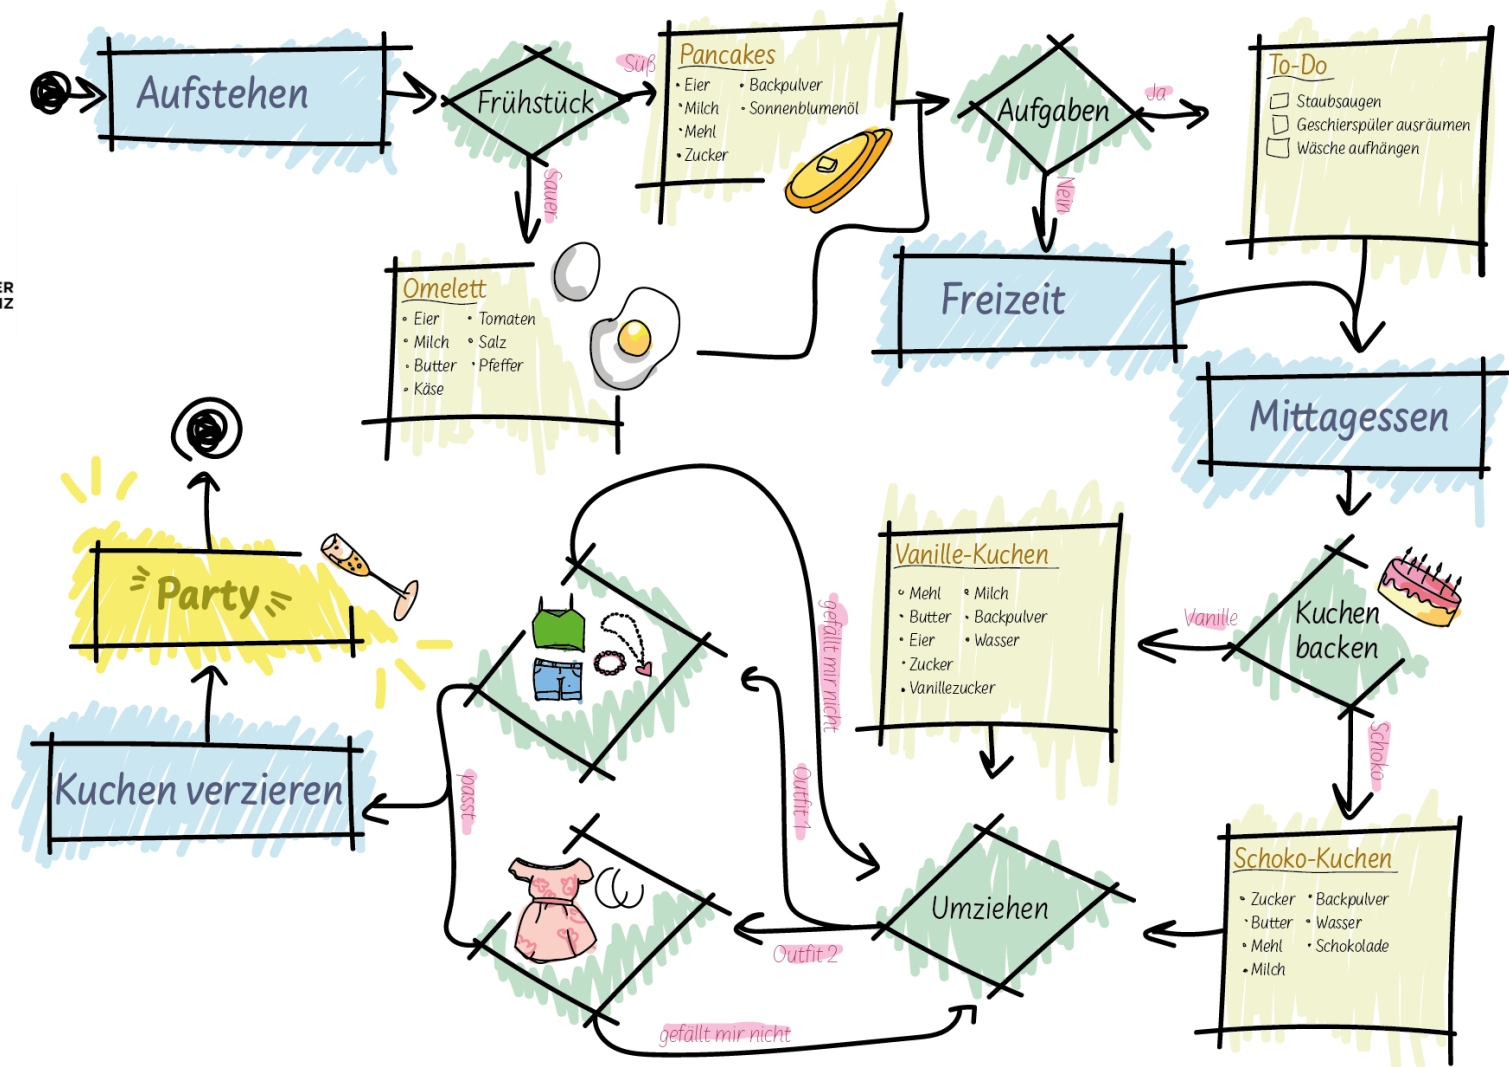 Aufstehen
Frühstück
Süß
Sauer
Pancakes
• Eier
• Milch
• Mehl
• Zucker
• Backpulver
• Sonnenblumenöl
Aufgaben
Ja
Nein
To-Do
Staubsaugen
Geschierspüler ausräumen
Wäsche aufhängen
ER
IZ
Omelett
• Eier
• Milch
• Butter
• Käse
• Tomaten
• Salz
• Pfeffer
Freizeit
Mittagessen
Kuchen
backen
Vanille
Schoko
Vanille-Kuchen
• Mehl
• Butter
• Eier
• Zucker
• Vanillezucker
• Milch
• Backpulver
• Wasser
Schoko-Kuchen
• Zucker
• Butter
• Mehl
• Milch
• Backpulver
• Wasser
• Schokolade
Umziehen
Outfit 1
Outfit 2
gefällt mir nicht
gefällt mir nicht
passt
Kuchen verzieren
Party